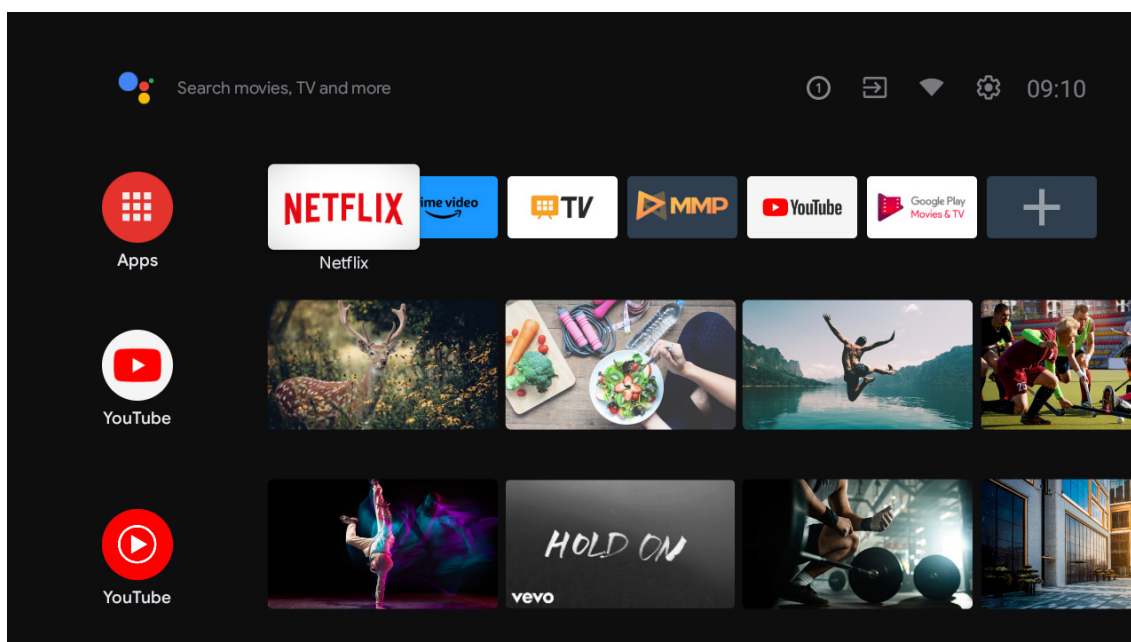 Search movies, TV and more
1
09:10
NETFLIX
ime video
TV
MMP
YouTube
Google Play
Movies & TV
Apps
Netflix
YouTube
HOLD ON
vevo
YouTube